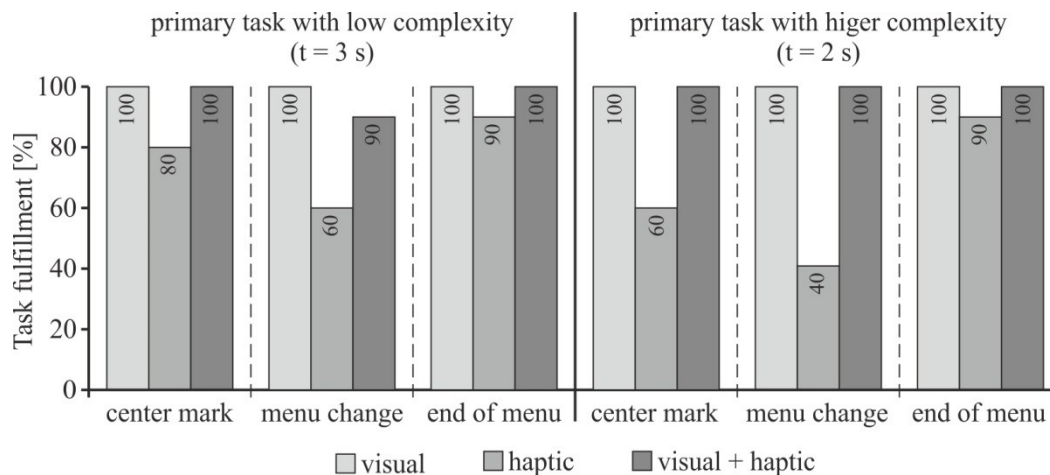 primary task with low complexity
(t = 3 s)
primary task with higer complexity
(t = 2 s)
Task fulfillment [%]
100
80
60
40
20
0
100
80
100
100
60
90
100
90
100
100
60
100
100
40
100
100
90
100
center mark
menu change
end of menu
center mark
menu change
end of menu
visual
haptic
visual + haptic